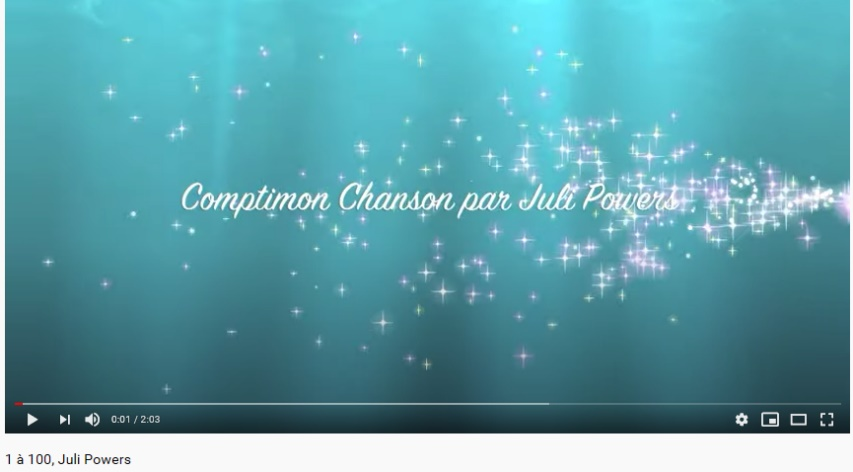 Comptimon Chanson par Juli Powers
0:01 / 2:03
1 à 100, Juli Powers